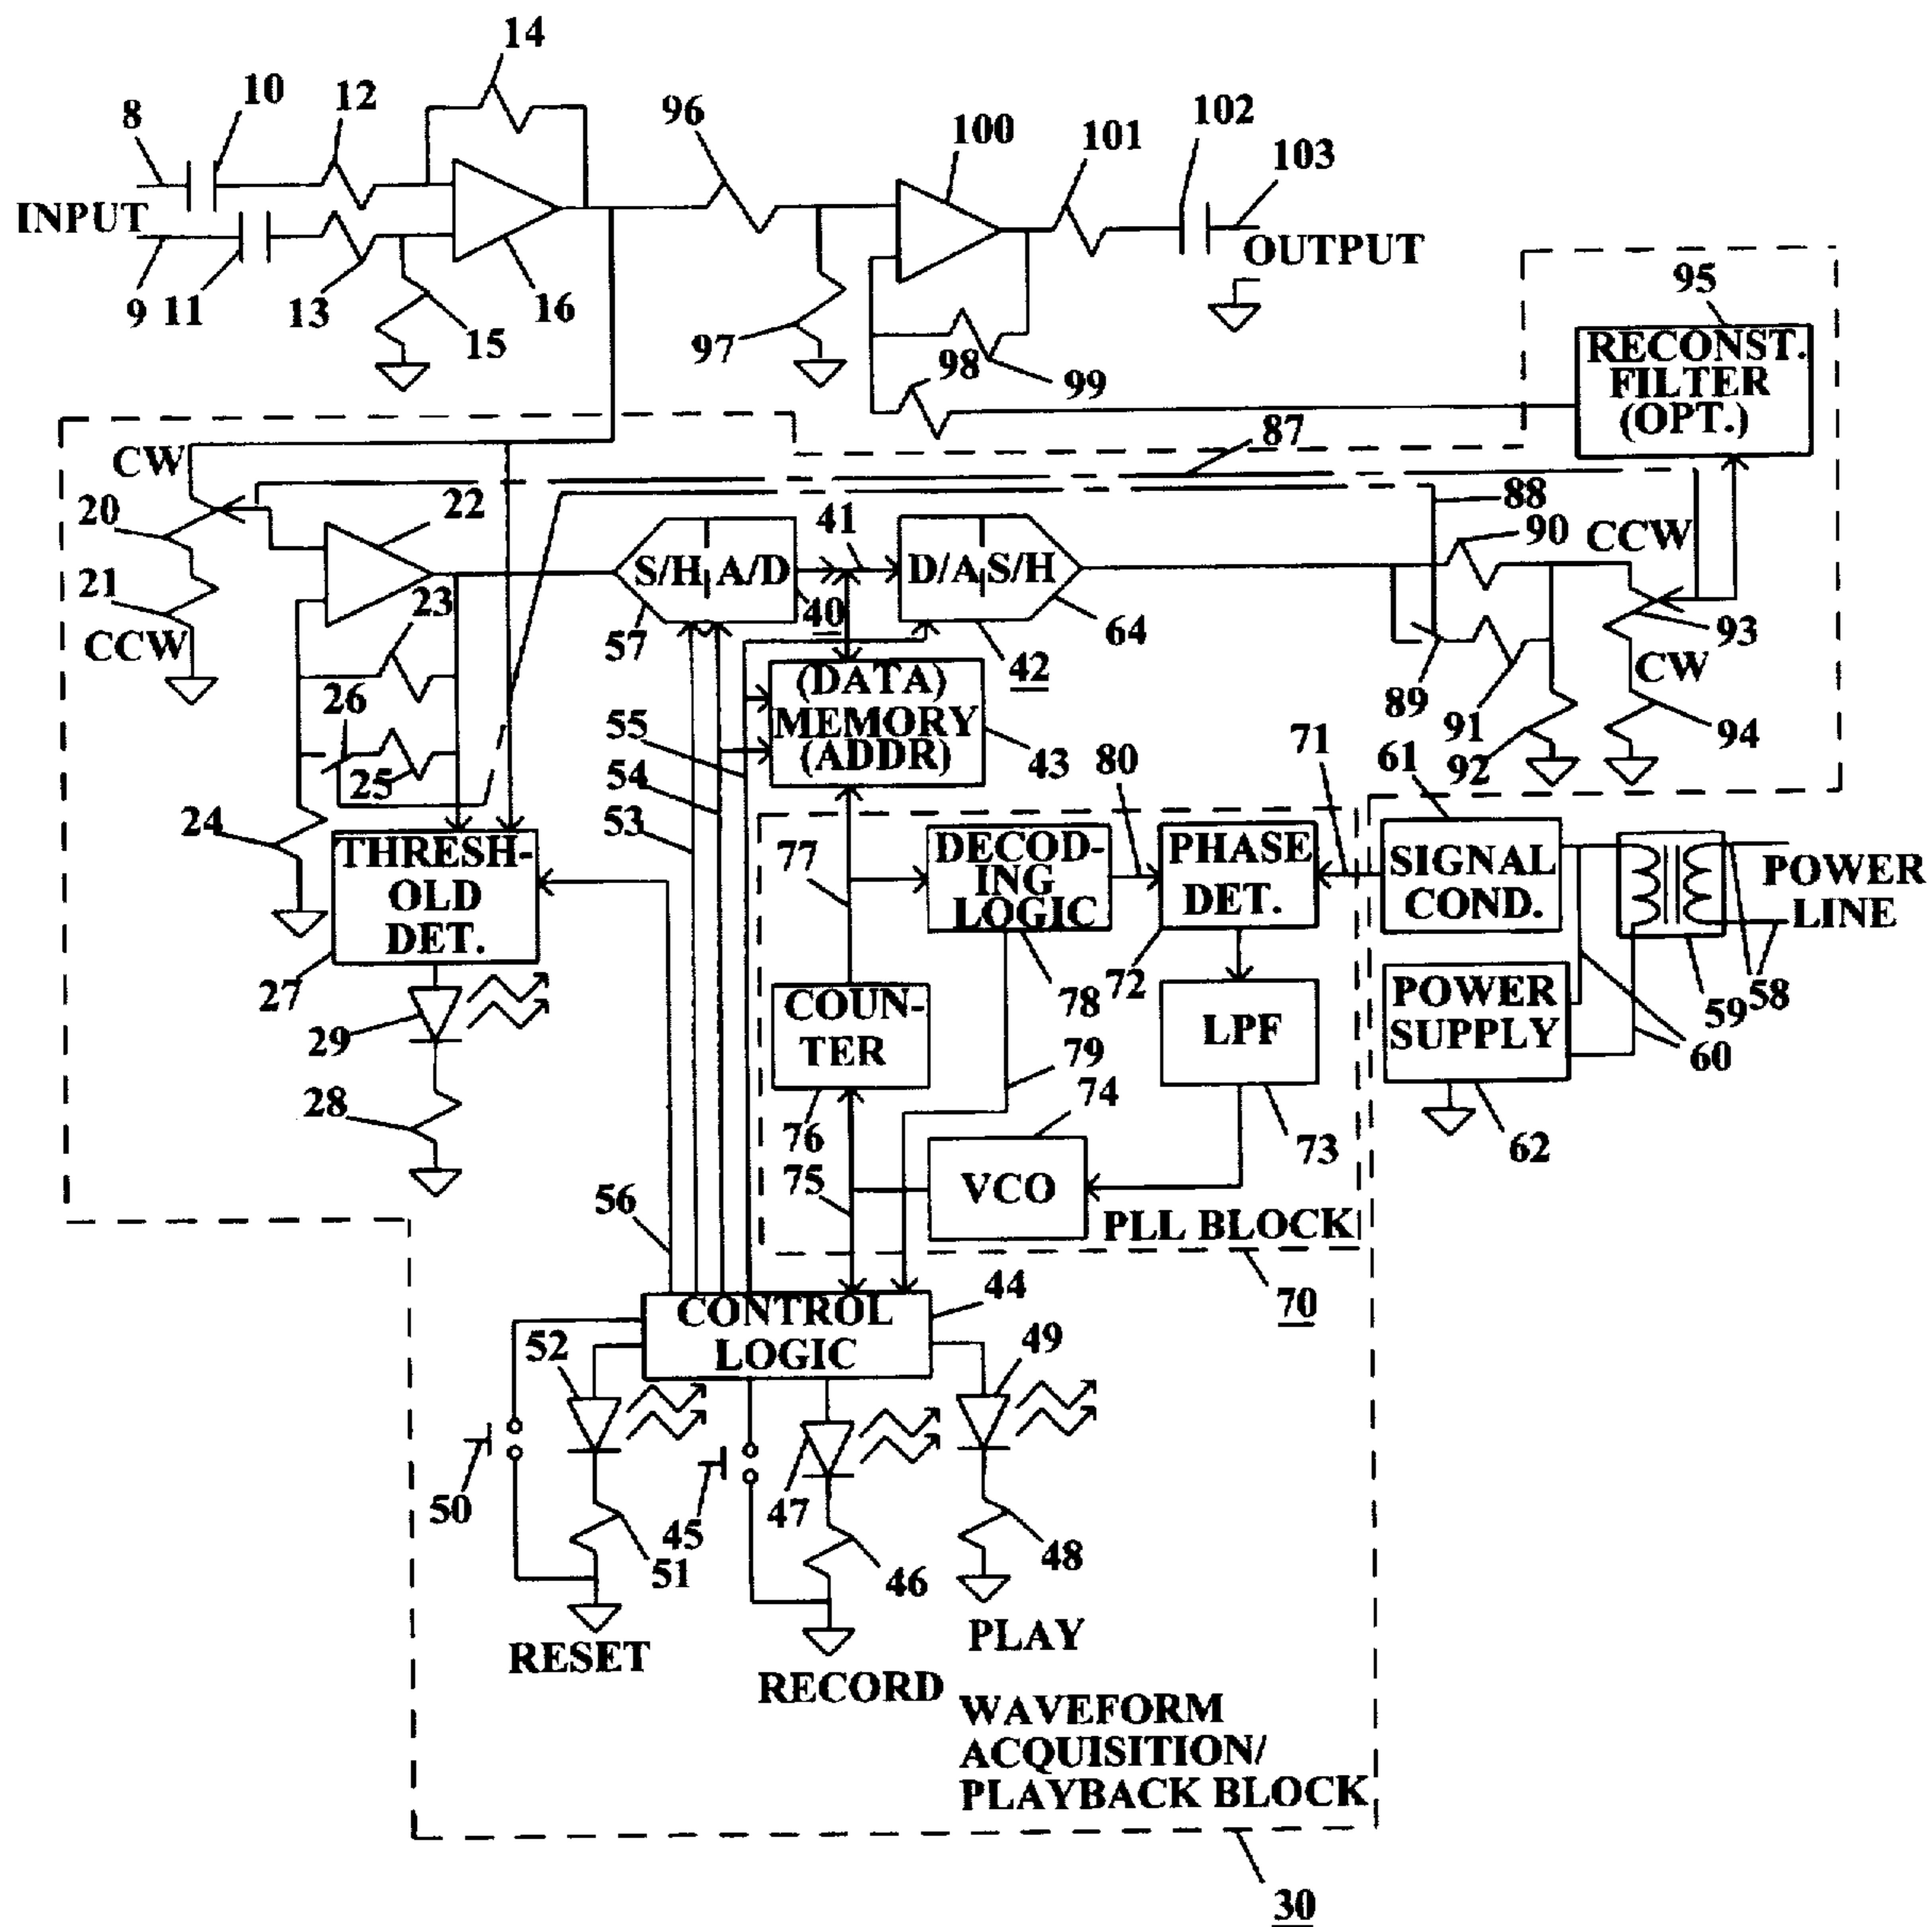 14
8
10
12
96
100
101
102
103
INPUT
OUTPUT
9
11
13
15
16
97
98
99
95
RECONST.
FILTER
(OPT.)
87
CW
20
22
41
88
90
CCW
S/H
A/D
D/A
S/H
21
CCW
23
57
40
42
64
93
CW
26
(DATA)
MEMORY
(ADDR)
89
91
92
94
55
54
53
43
80
71
61
25
24
THRESH-
OLD
DET.
77
DECOD-
ING
LOGIC
PHASE
DET.
SIGNAL
COND.
POWER
LINE
27
72
78
59
58
COUN-
TER
LPF
POWER
SUPPLY
29
79
74
60
28
76
73
62
75
VCO
56
PLL BLOCK
44
70
CONTROL
LOGIC
52
49
50
45
47
51
46
48
RESET
RECORD
PLAY
WAVEFORM
ACQUISITION/
PLAYBACK BLOCK
30